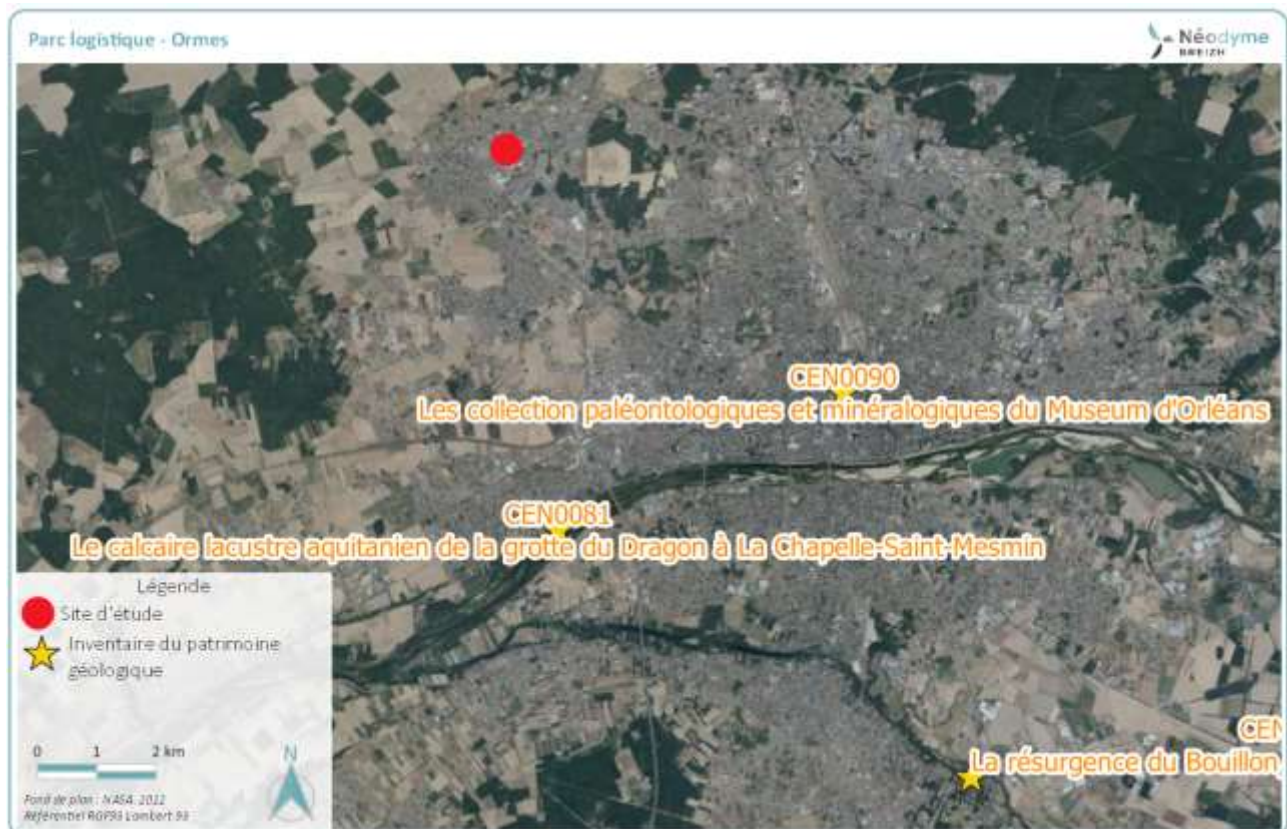 Parc logistique - Ormes
Néodyme
BREIZH
CEN0090
Les collection paléontologiques et minéralogiques du Museum d'Orléans
CEN0081
Le calcaire lacustre aquitanien de la grotte du Dragon à La Chapelle-Saint-Mesmin
CEN
La résurgence du Bouillon
Légende
Site d'étude
Inventaire du patrimoine
géologique
0 1 2 km
N
Fond de plan : NASA. 2022
Référentiel RGF93 Lambert 93